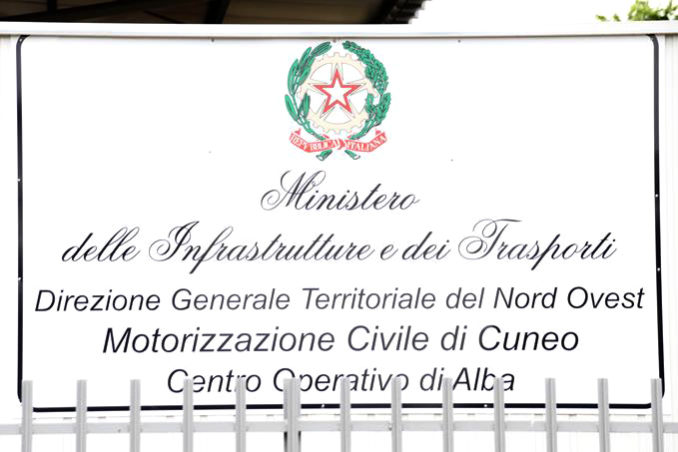 REPVBBLICA ITALIANA
Ministero
delle Infrastrutture e dei Trasporti
Direzione Generale Territoriale del Nord Ovest
Motorizzazione Civile di Cuneo
Centro Operativo di Alba